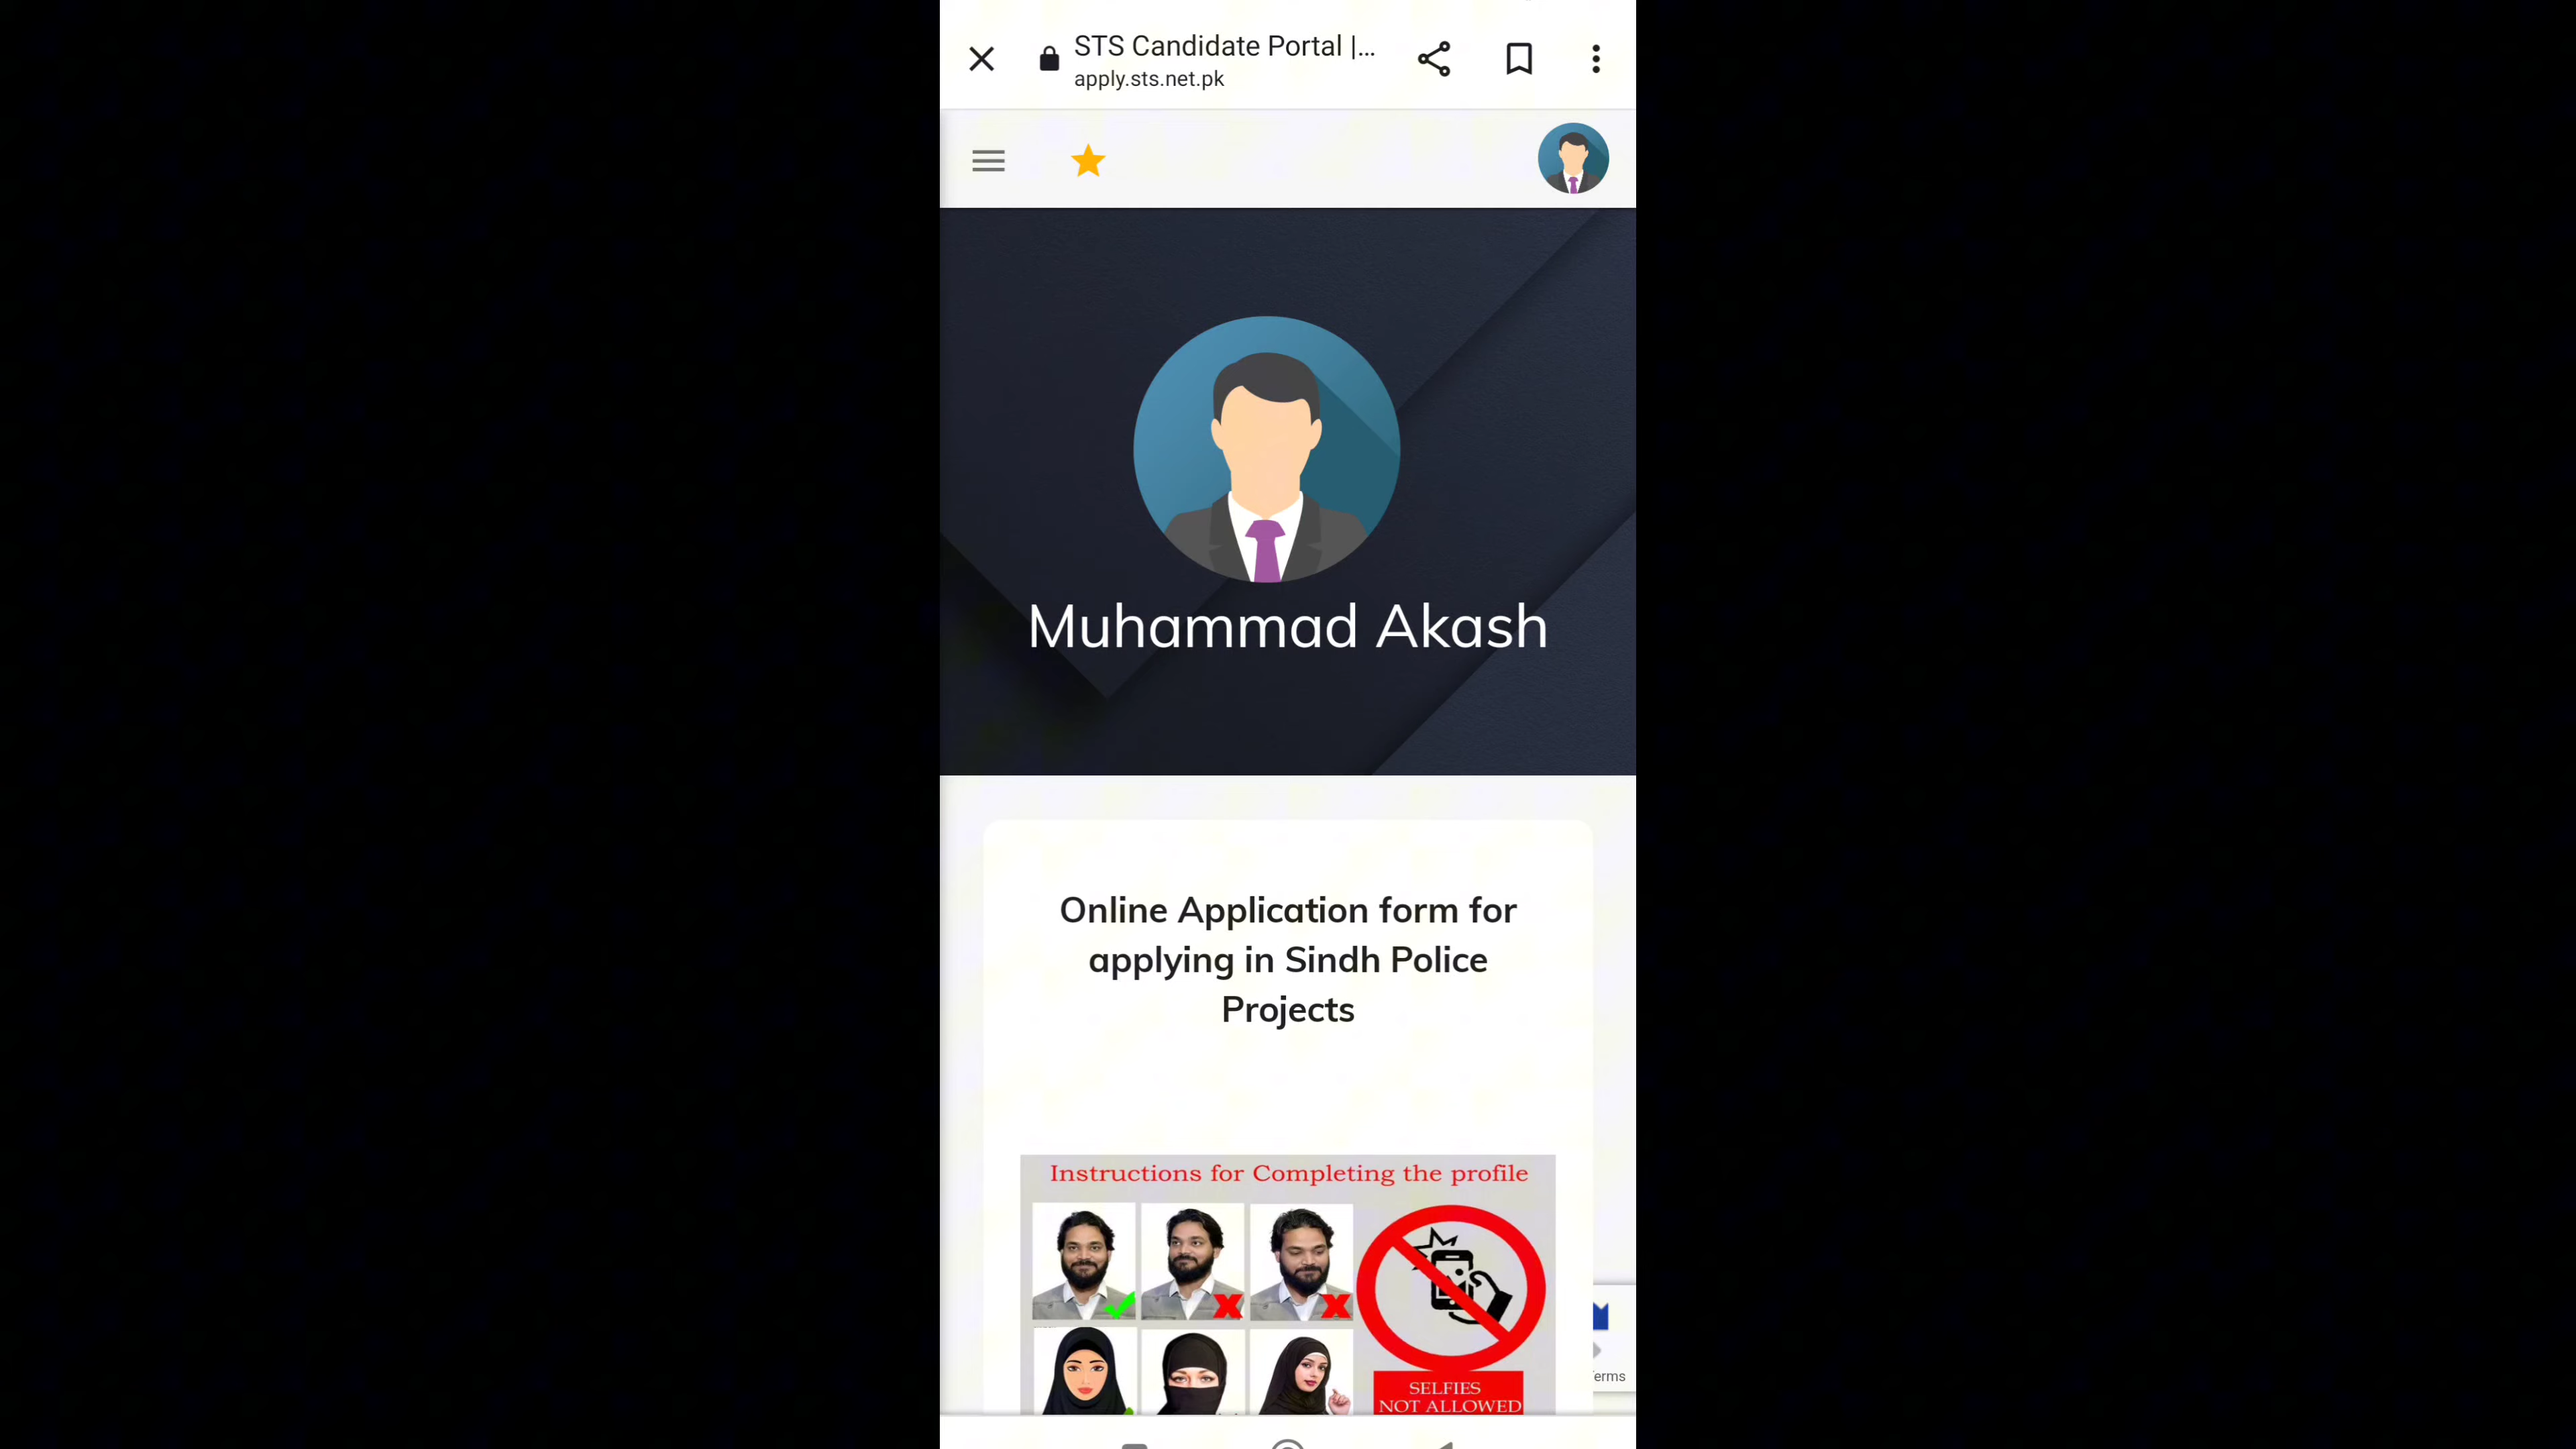 STS Candidate Portal |...
apply.sts.net.pk
Muhammad Akash
Online Application form for
applying in Sindh Police
Projects
Instructions for Completing the profile
SELFIES
NOT ALLOWED